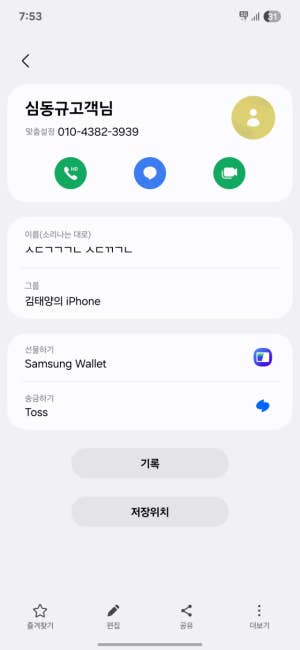 7:53
31
심동규고객님
맞춤설정 010-4382-3939
HD
이름(소리나는 대로)
ㅅㄷㄱㄱㄱㄴ ㅅㄷㄲㄱㄴ
그룹
김태양의 iPhone
선물하기
Samsung Wallet
송금하기
Toss
기록
저장위치
즐겨찾기 편집 공유 더보기